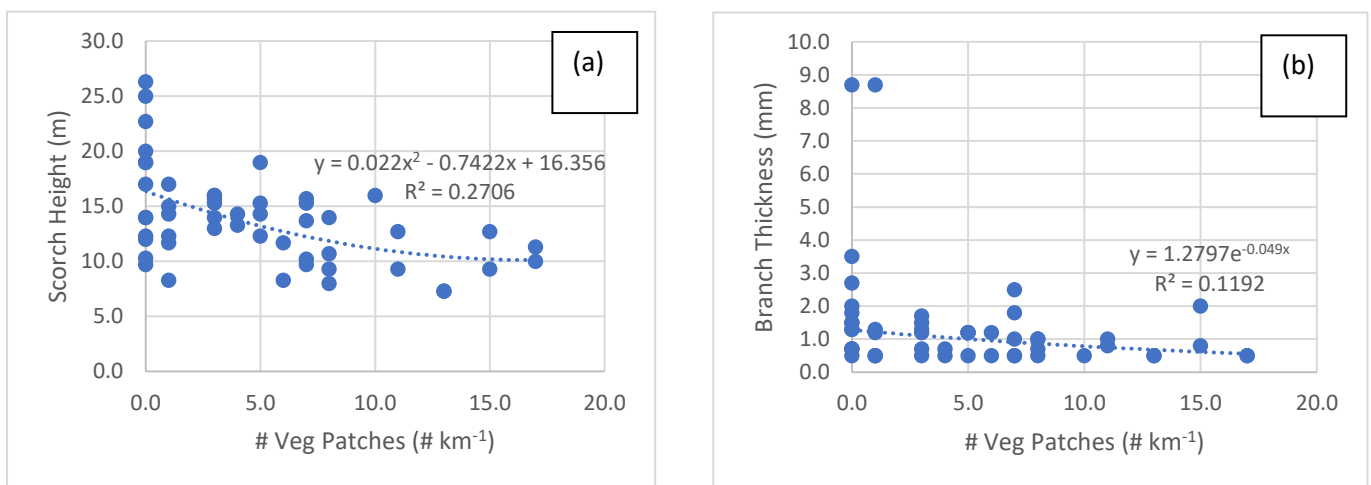 30.0
25.0
20.0
15.0
10.0
5.0
0.0
Scorch Height (m)
(a)
y = 0.022x² - 0.7422x + 16.356
R² = 0.2706
0.0 5.0 10.0 15.0 20.0
# Veg Patches (# km⁻¹)
10.0
9.0
8.0
7.0
6.0
5.0
4.0
3.0
2.0
1.0
0.0
Branch Thickness (mm)
(b)
y = 1.2797e⁻⁰·⁰⁴⁹ˣ
R² = 0.1192
0.0 5.0 10.0 15.0 20.0
# Veg Patches (# km⁻¹)